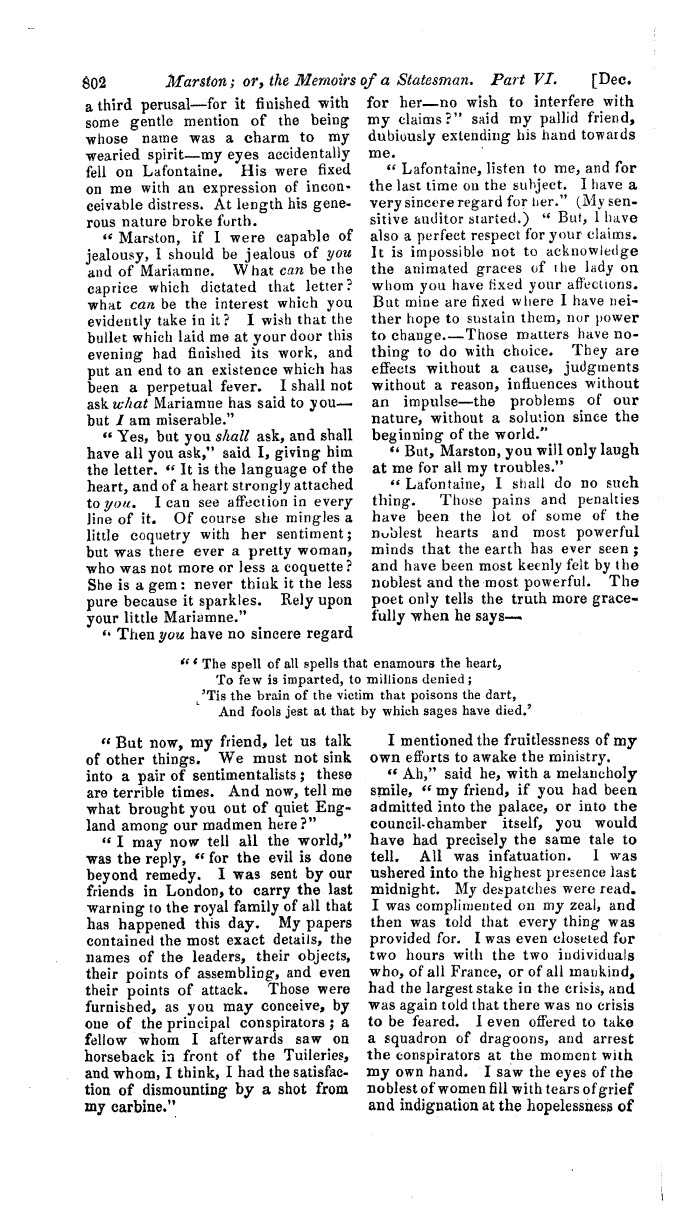 802 Marston; or, the Memoirs of a Statesman. Part VI. [Dec.
a third perusal—for it finished with
some gentle mention of the being
whose name was a charm to my
wearied spirit—my eyes accidentally
fell on Lafontaine. His were fixed
on me with an expression of incon-
ceivable distress. At length his gene-
rous nature broke forth.
“ Marston, if I were capable of
jealousy, I should be jealous of you
and of Mariamne. What can be the
caprice which dictated that letter?
what can be the interest which you
evidently take in it? I wish that the
bullet which laid me at your door this
evening had finished its work, and
put an end to an existence which has
been a perpetual fever. I shall not
ask what Mariamne has said to you—
but I am miserable.”
“ Yes, but you shall ask, and shall
have all you ask,” said I, giving him
the letter. “ It is the language of the
heart, and of a heart strongly attached
to you. I can see affection in every
line of it. Of course she mingles a
little coquetry with her sentiment;
but was there ever a pretty woman,
who was not more or less a coquette?
She is a gem: never think it the less
pure because it sparkles. Rely upon
your little Mariamne.”
“ Then you have no sincere regard
for her—no wish to interfere with
my claims?” said my pallid friend,
dubiously extending his hand towards
me.
“ Lafontaine, listen to me, and for
the last time on the subject. I have a
very sincere regard for her.” (My sen-
sitive auditor started.) “ But, I have
also a perfect respect for your claims.
It is impossible not to acknowledge
the animated graces of the lady on
whom you have fixed your affections.
But mine are fixed where I have nei-
ther hope to sustain them, nor power
to change.—Those matters have no-
thing to do with choice. They are
effects without a cause, judgments
without a reason, influences without
an impulse—the problems of our
nature, without a solution since the
beginning of the world.”
“ But, Marston, you will only laugh
at me for all my troubles.”
“ Lafontaine, I shall do no such
thing. Those pains and penalties
have been the lot of some of the
noblest hearts and most powerful
minds that the earth has ever seen;
and have been most keenly felt by the
noblest and the most powerful. The
poet only tells the truth more grace-
fully when he says—
“ ‘ The spell of all spells that enamours the heart,
To few is imparted, to millions denied;
’Tis the brain of the victim that poisons the dart,
And fools jest at that by which sages have died.’
“ But now, my friend, let us talk
of other things. We must not sink
into a pair of sentimentalists; these
are terrible times. And now, tell me
what brought you out of quiet Eng-
land among our madmen here?”
“ I may now tell all the world,”
was the reply, “ for the evil is done
beyond remedy. I was sent by our
friends in London, to carry the last
warning to the royal family of all that
has happened this day. My papers
contained the most exact details, the
names of the leaders, their objects,
their points of assembling, and even
their points of attack. Those were
furnished, as you may conceive, by
one of the principal conspirators; a
fellow whom I afterwards saw on
horseback in front of the Tuileries,
and whom, I think, I had the satisfac-
tion of dismounting by a shot from
my carbine.”
I mentioned the fruitlessness of my
own efforts to awake the ministry.
“ Ah,” said he, with a melancholy
smile, “ my friend, if you had been
admitted into the palace, or into the
council-chamber itself, you would
have had precisely the same tale to
tell. All was infatuation. I was
ushered into the highest presence last
midnight. My despatches were read.
I was complimented on my zeal, and
then was told that every thing was
provided for. I was even closeted for
two hours with the two individuals
who, of all France, or of all mankind,
had the largest stake in the crisis, and
was again told that there was no crisis
to be feared. I even offered to take
a squadron of dragoons, and arrest
the conspirators at the moment with
my own hand. I saw the eyes of the
noblest of women fill with tears of grief
and indignation at the hopelessness of